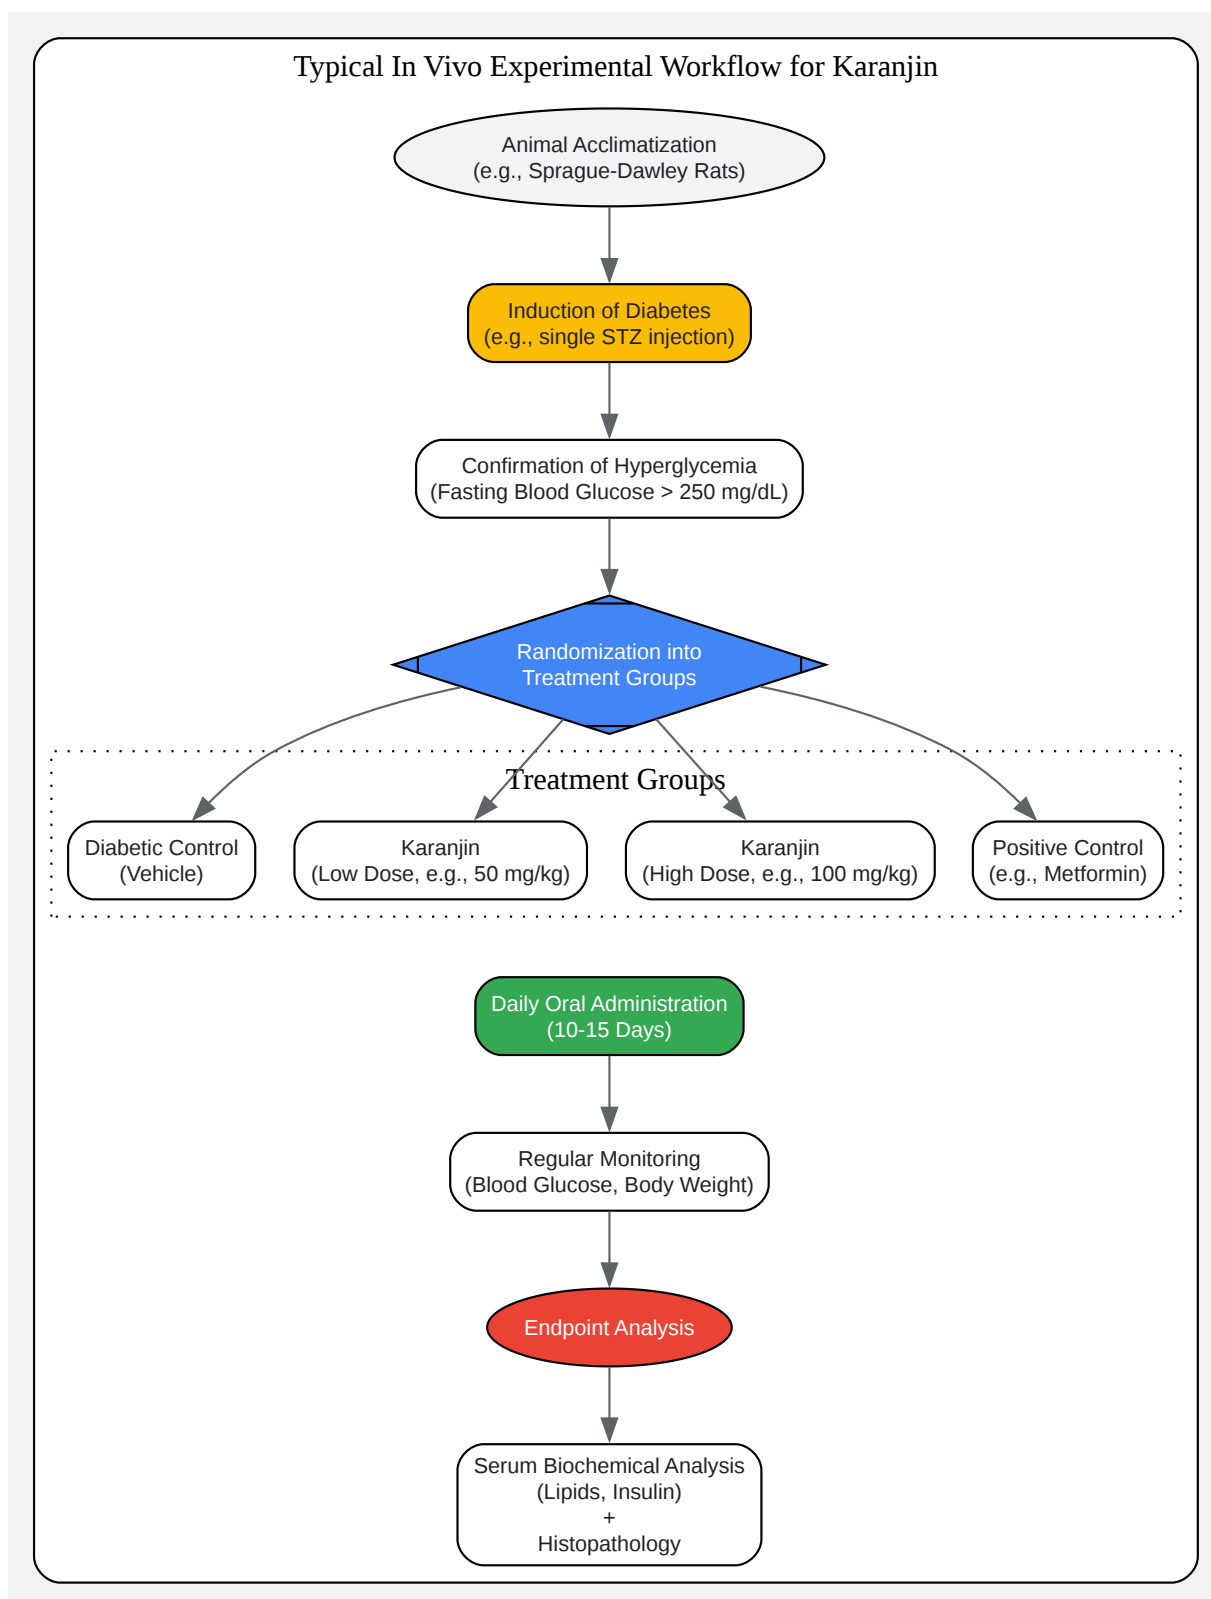 Typical In Vivo Experimental Workflow for Karanjin
Animal Acclimatization
(e.g., Sprague-Dawley Rats)
Induction of Diabetes
(e.g., single STZ injection)
Confirmation of Hyperglycemia
(Fasting Blood Glucose > 250 mg/dL)
Randomization into
Treatment Groups
Treatment Groups
Diabetic Control
(Vehicle)
Karanjin
(Low Dose, e.g., 50 mg/kg)
Karanjin
(High Dose, e.g., 100 mg/kg)
Positive Control
(e.g., Metformin)
Daily Oral Administration
(10-15 Days)
Regular Monitoring
(Blood Glucose, Body Weight)
Endpoint Analysis
Serum Biochemical Analysis
(Lipids, Insulin)
+
Histopathology